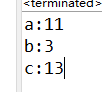 <terminated>
a:11
b:3
c:13